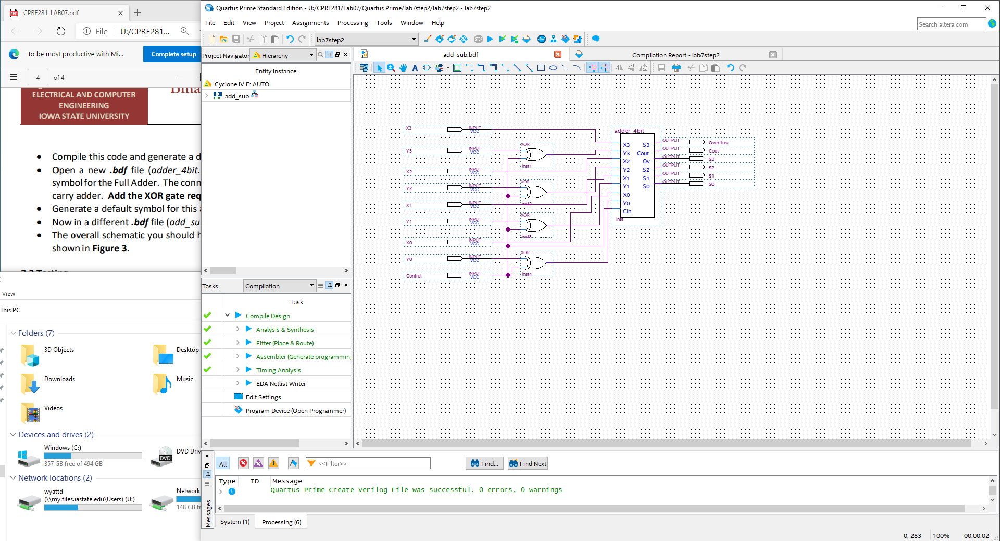 CPRE281_LAB07.pdf
File
U:/CPRE281...
To be most productive with Mi...
Complete setup
4
of 4
ELECTRICAL AND COMPUTER
ENGINEERING
IOWA STATE UNIVERSITY
• Compile this code and generate a d
• Open a new .bdf file (adder_4bit.
symbol for the Full Adder. The conn
carry adder. Add the XOR gate req
• Generate a default symbol for this a
• Now in a different .bdf file (add_su
• The overall schematic you should h
shown in Figure 3.
View
This PC
Folders (7)
3D Objects
Desktop
Downloads
Music
Videos
Devices and drives (2)
Windows (C:)
357 GB free of 494 GB
DVD Driv
DVD
Network locations (2)
wyattd
(\\my.files.iastate.edu\Users) (U:)
Network
148 GB fr
Quartus Prime Standard Edition - U:/CPRE281/Lab07/Quartus Prime/lab7step2/lab7step2 - lab7step2
File Edit View Project Assignments Processing Tools Window Help
Search altera.com
lab7step2
STOP
Project Navigator
Hierarchy
Entity:Instance
Cyclone IV E: AUTO
BDF
add_sub
Tasks
Compilation
Task
Compile Design
Analysis & Synthesis
Fitter (Place & Route)
Assembler (Generate programmin
Timing Analysis
EDA Netlist Writer
Edit Settings
Program Device (Open Programmer)
add_sub.bdf
Compilation Report - lab7step2
X3 INPUT VCC
Y3 INPUT VCC
X2 INPUT VCC
Y2 INPUT VCC
X1 INPUT VCC
Y1 INPUT VCC
X0 INPUT VCC
Y0 INPUT VCC
Control INPUT VCC
XOR
inst1
XOR
inst2
XOR
inst3
XOR
inst4
adder_4bit
X3 S3
Y3 Cout
X2 Ov
Y2 S2
X1 S1
Y1 S0
X0
Y0
Cin
inst
OUTPUT Overflow
OUTPUT Cout
OUTPUT S3
OUTPUT S2
OUTPUT S1
OUTPUT S0
All
<<Filter>>
Find...
Find Next
Type ID Message
Quartus Prime Create Verilog File was successful. 0 errors, 0 warnings
Messages
System (1)
Processing (6)
0, 283
100%
00:00:02